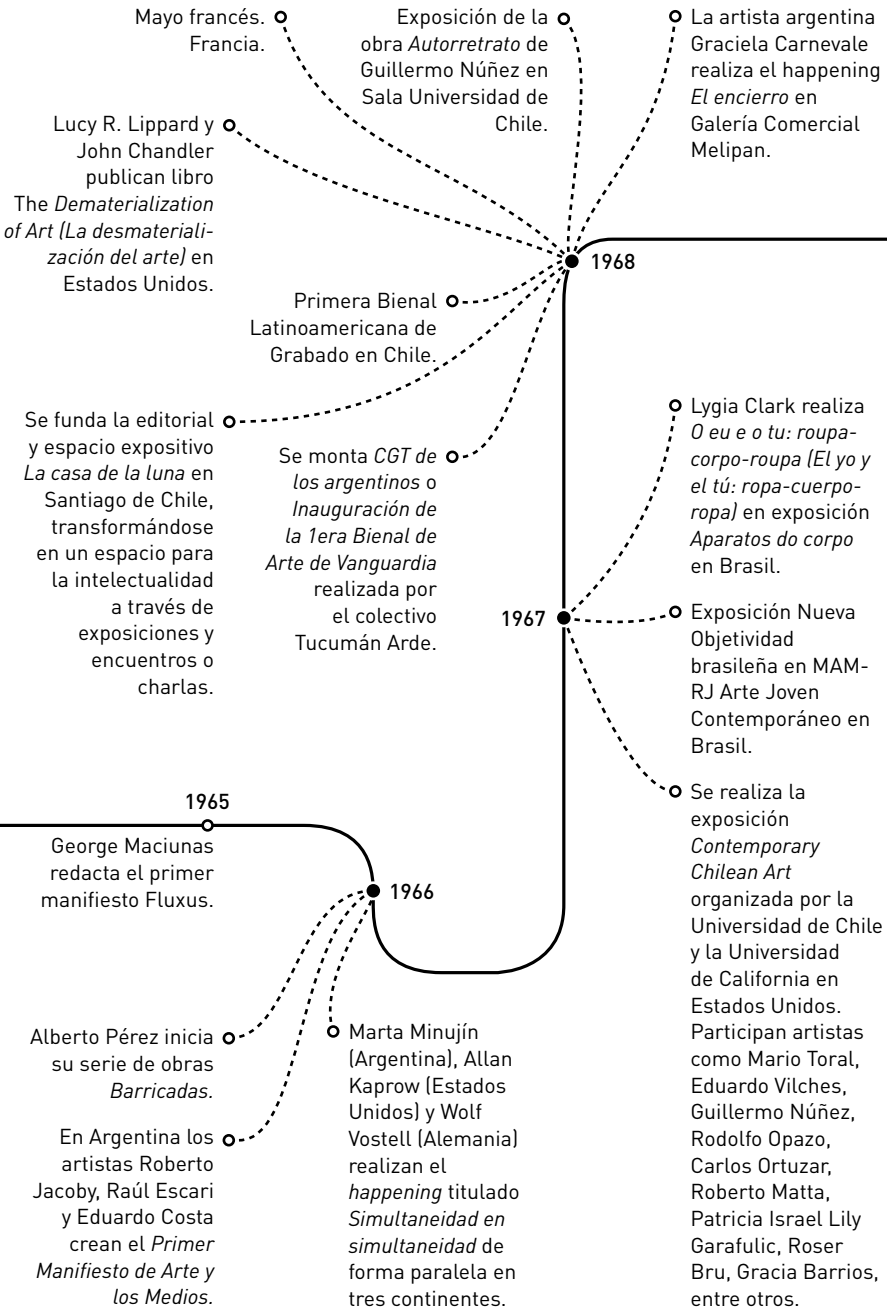 Mayo francés.
Francia.
Exposición de la
obra Autorretrato de
Guillermo Núñez en
Sala Universidad de
Chile.
La artista argentina
Graciela Carnevale
realiza el happening
El encierro en
Galería Comercial
Melipan.
Lucy R. Lippard y
John Chandler
publican libro
The Dematerialization
of Art (La desmateriali-
zación del arte) en
Estados Unidos.
1968
Primera Bienal
Latinoamericana de
Grabado en Chile.
Se funda la editorial
y espacio expositivo
La casa de la luna en
Santiago de Chile,
transformándose
en un espacio para
la intelectualidad
a través de
exposiciones y
encuentros o
charlas.
Se monta CGT de
los argentinos o
Inauguración de
la 1era Bienal de
Arte de Vanguardia
realizada por
el colectivo
Tucumán Arde.
Lygia Clark realiza
O eu e o tu: roupa-
corpo-roupa (El yo y
el tú: ropa-cuerpo-
ropa) en exposición
Aparatos do corpo
en Brasil.
1967
Exposición Nueva
Objetividad
brasileña en MAM-
RJ Arte Joven
Contemporáneo en
Brasil.
Se realiza la
exposición
Contemporary
Chilean Art
organizada por la
Universidad de Chile
y la Universidad
de California en
Estados Unidos.
Participan artistas
como Mario Toral,
Eduardo Vilches,
Guillermo Núñez,
Rodolfo Opazo,
Carlos Ortuzar,
Roberto Matta,
Patricia Israel Lily
Garafulic, Roser
Bru, Gracia Barrios,
entre otros.
1965
George Maciunas
redacta el primer
manifiesto Fluxus.
1966
Alberto Pérez inicia
su serie de obras
Barricadas.
En Argentina los
artistas Roberto
Jacoby, Raúl Escari
y Eduardo Costa
crean el Primer
Manifiesto de Arte y
los Medios.
Marta Minujín
(Argentina), Allan
Kaprow (Estados
Unidos) y Wolf
Vostell (Alemania)
realizan el
happening titulado
Simultaneidad en
simultaneidad de
forma paralela en
tres continentes.